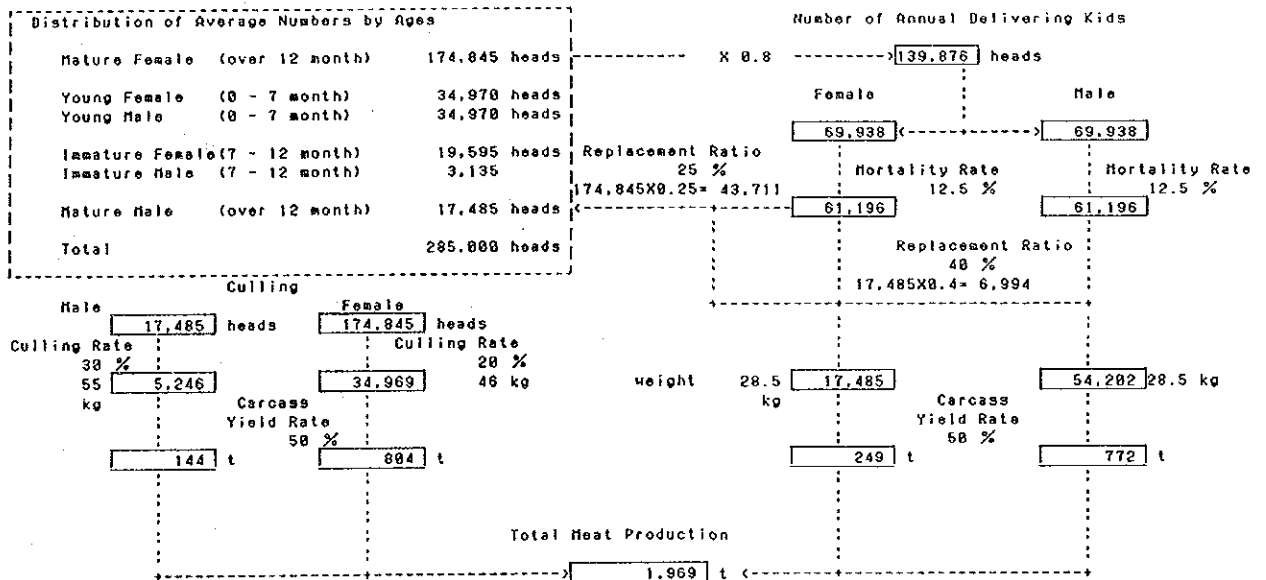 Distribution of Average Numbers by Ages
Number of Annual Delivering Kids
Mature Female (over 12 month) 174,845 heads
X 0.8
139,876 heads
Young Female (0 - 7 month) 34,970 heads
Young Male (0 - 7 month) 34,970 heads
Female Male
69,938 69,938
Immature Female (7 - 12 month) 19,595 heads
Immature Male (7 - 12 month) 3,135
Replacement Ratio
25 %
174,845X0.25= 43,711
Mortality Rate
12.5 %
Mortality Rate
12.5 %
Mature Male (over 12 month) 17,485 heads
61,196 61,196
Total 285,000 heads
Replacement Ratio
40 %
17,485X0.4= 6,994
Culling
Male Female
17,485 heads 174,845 heads
Culling Rate
30 %
55
kg
5,246
Culling Rate
20 %
46 kg
34,969
weight 28.5
kg
17,485
54,202 28.5 kg
Carcass
Yield Rate
50 %
Carcass
Yield Rate
50 %
144 t 804 t
249 t 772 t
Total Meat Production
1,969 t